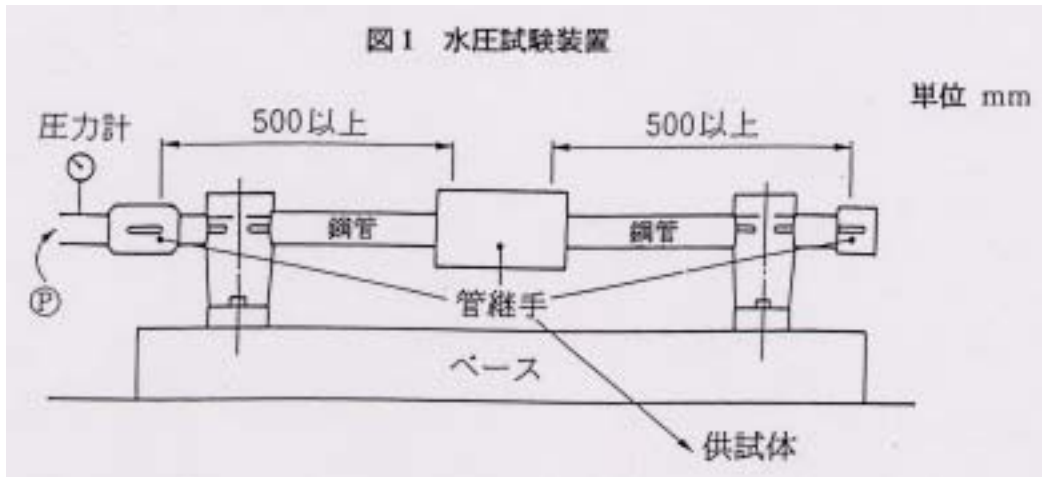 図1 水圧試験装置
単位 mm
圧力計
500以上
500以上
鋼管
鋼管
P
管継手
ベース
供試体